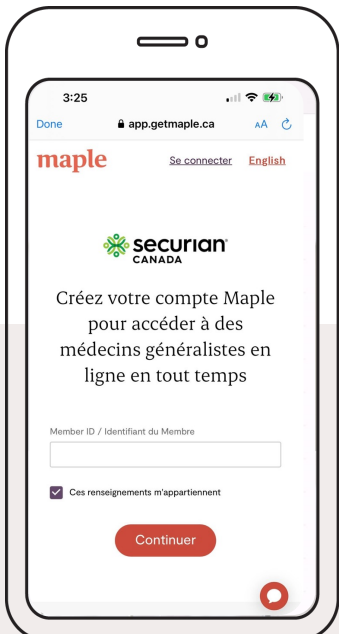 3:25
Done app.getmaple.ca AA
maple Se connecter English
securian
CANADA
Créez votre compte Maple
pour accéder à des
médecins généralistes en
ligne en tout temps
Member ID / Identifiant du Membre
Ces renseignements m'appartiennent
Continuer